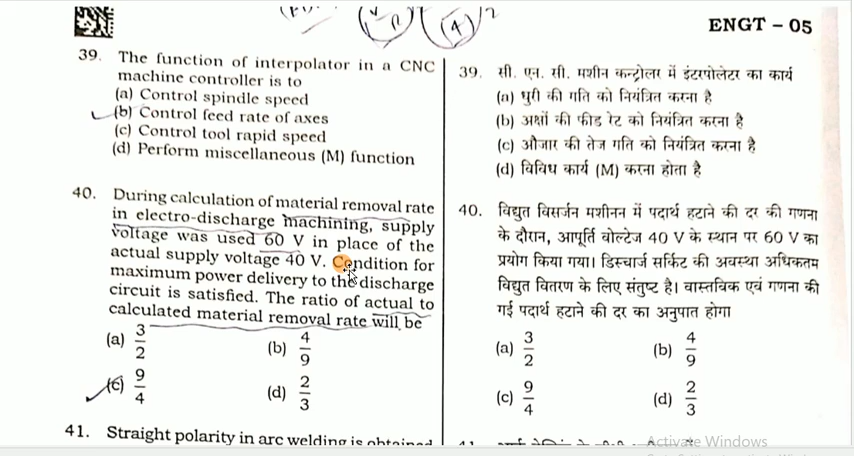 ENGT – 05
39. The function of interpolator in a CNC
machine controller is to
(a) Control spindle speed
(b) Control feed rate of axes
(c) Control tool rapid speed
(d) Perform miscellaneous (M) function
40. During calculation of material removal rate
in electro-discharge machining, supply
voltage was used 60 V in place of the
actual supply voltage 40 V. Condition for
maximum power delivery to the discharge
circuit is satisfied. The ratio of actual to
calculated material removal rate will be
(a) 3/2 (b) 4/9
(c) 9/4 (d) 2/3
41. Straight polarity in arc welding is obtained
39. सी. एन. सी. मशीन कन्ट्रोलर में इंटरपोलेटर का कार्य
(a) धुरी की गति को नियंत्रित करना है
(b) अक्षों की फीड रेट को नियंत्रित करना है
(c) औजार की तेज गति को नियंत्रित करना है
(d) विविध कार्य (M) करना होता है
40. विद्युत विसर्जन मशीनन में पदार्थ हटाने की दर की गणना
के दौरान, आपूर्ति वोल्टेज 40 V के स्थान पर 60 V का
प्रयोग किया गया। डिस्चार्ज सर्किट की अवस्था अधिकतम
विद्युत वितरण के लिए संतुष्ट है। वास्तविक एवं गणना की
गई पदार्थ हटाने की दर का अनुपात होगा
(a) 3/2 (b) 4/9
(c) 9/4 (d) 2/3
Activate Windows